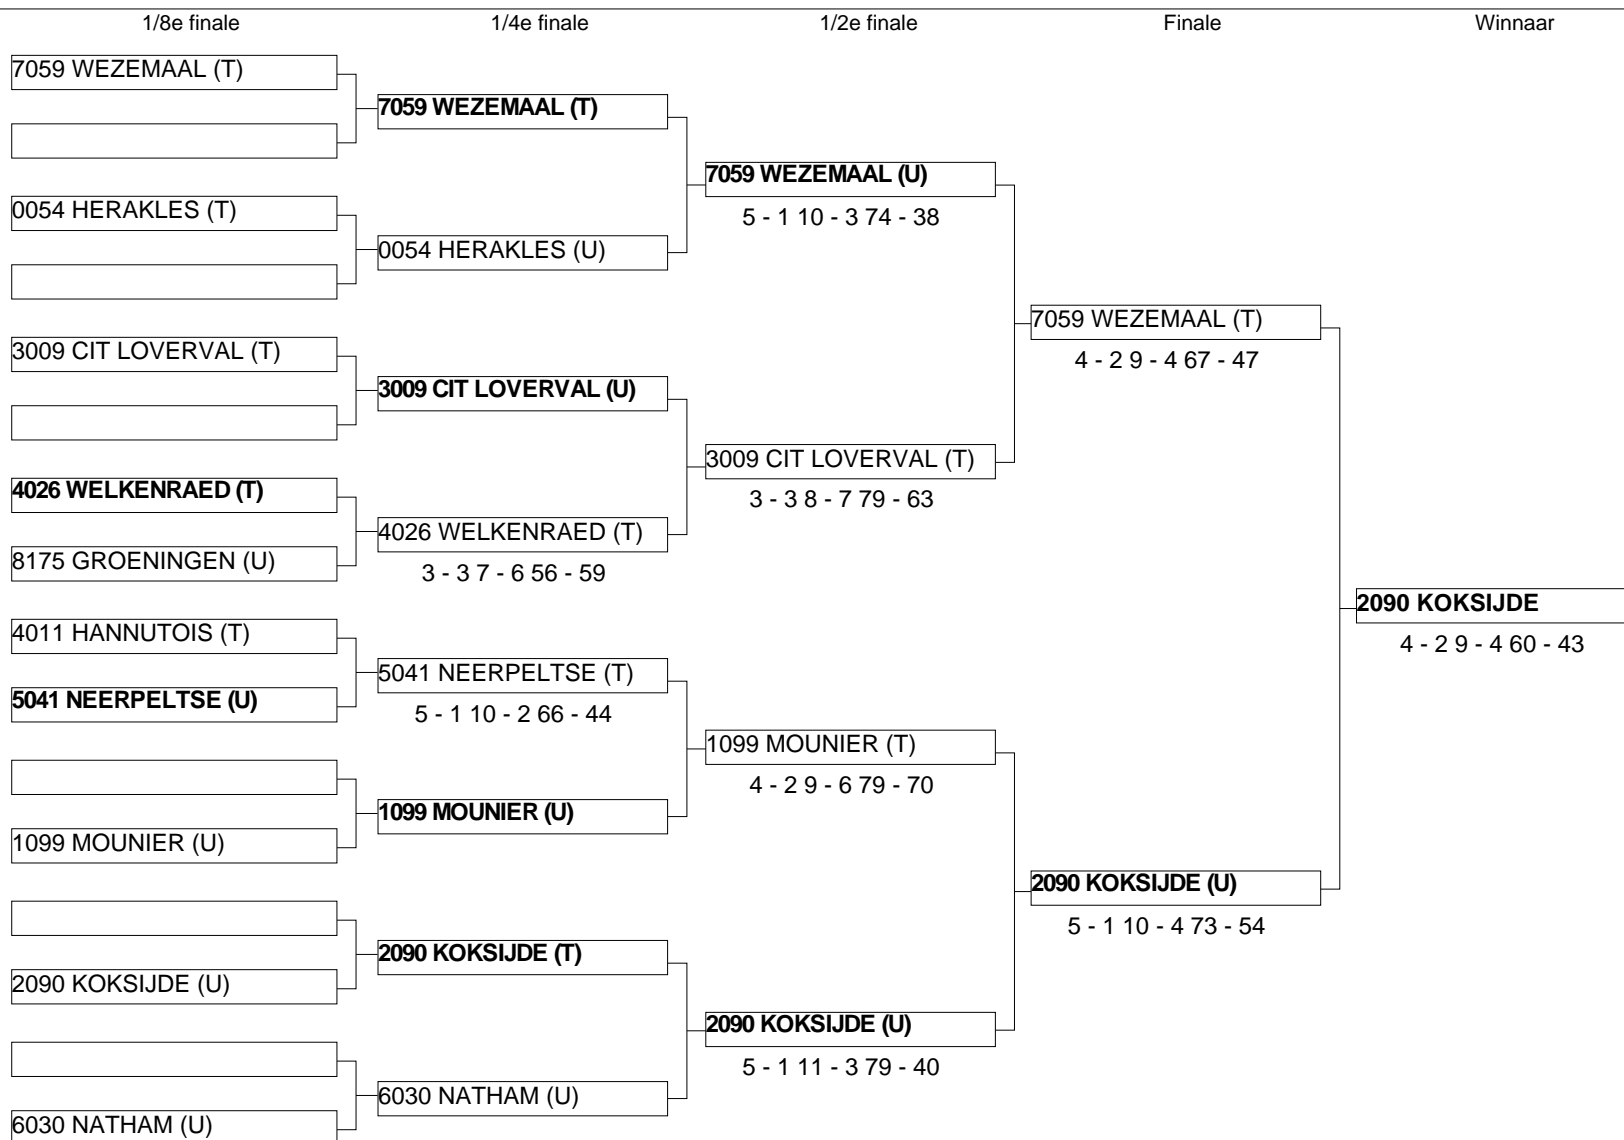 1/8e finale
1/4e finale
1/2e finale
Finale
Winnaar
7059 WEZEMAAL (T)
0054 HERAKLES (T)
3009 CIT LOVERVAL (T)
4026 WELKENRAED (T)
8175 GROENINGEN (U)
4011 HANNUTOIS (T)
5041 NEERPELTSE (U)
1099 MOUNIER (U)
2090 KOKSIJDE (U)
6030 NATHAM (U)
7059 WEZEMAAL (T)
0054 HERAKLES (U)
3009 CIT LOVERVAL (U)
4026 WELKENRAED (T)
3 - 3 7 - 6 56 - 59
5041 NEERPELTSE (T)
5 - 1 10 - 2 66 - 44
1099 MOUNIER (U)
2090 KOKSIJDE (T)
6030 NATHAM (U)
7059 WEZEMAAL (U)
5 - 1 10 - 3 74 - 38
3009 CIT LOVERVAL (T)
3 - 3 8 - 7 79 - 63
1099 MOUNIER (T)
4 - 2 9 - 6 79 - 70
2090 KOKSIJDE (U)
5 - 1 11 - 3 79 - 40
7059 WEZEMAAL (T)
4 - 2 9 - 4 67 - 47
2090 KOKSIJDE (U)
5 - 1 10 - 4 73 - 54
2090 KOKSIJDE
4 - 2 9 - 4 60 - 43